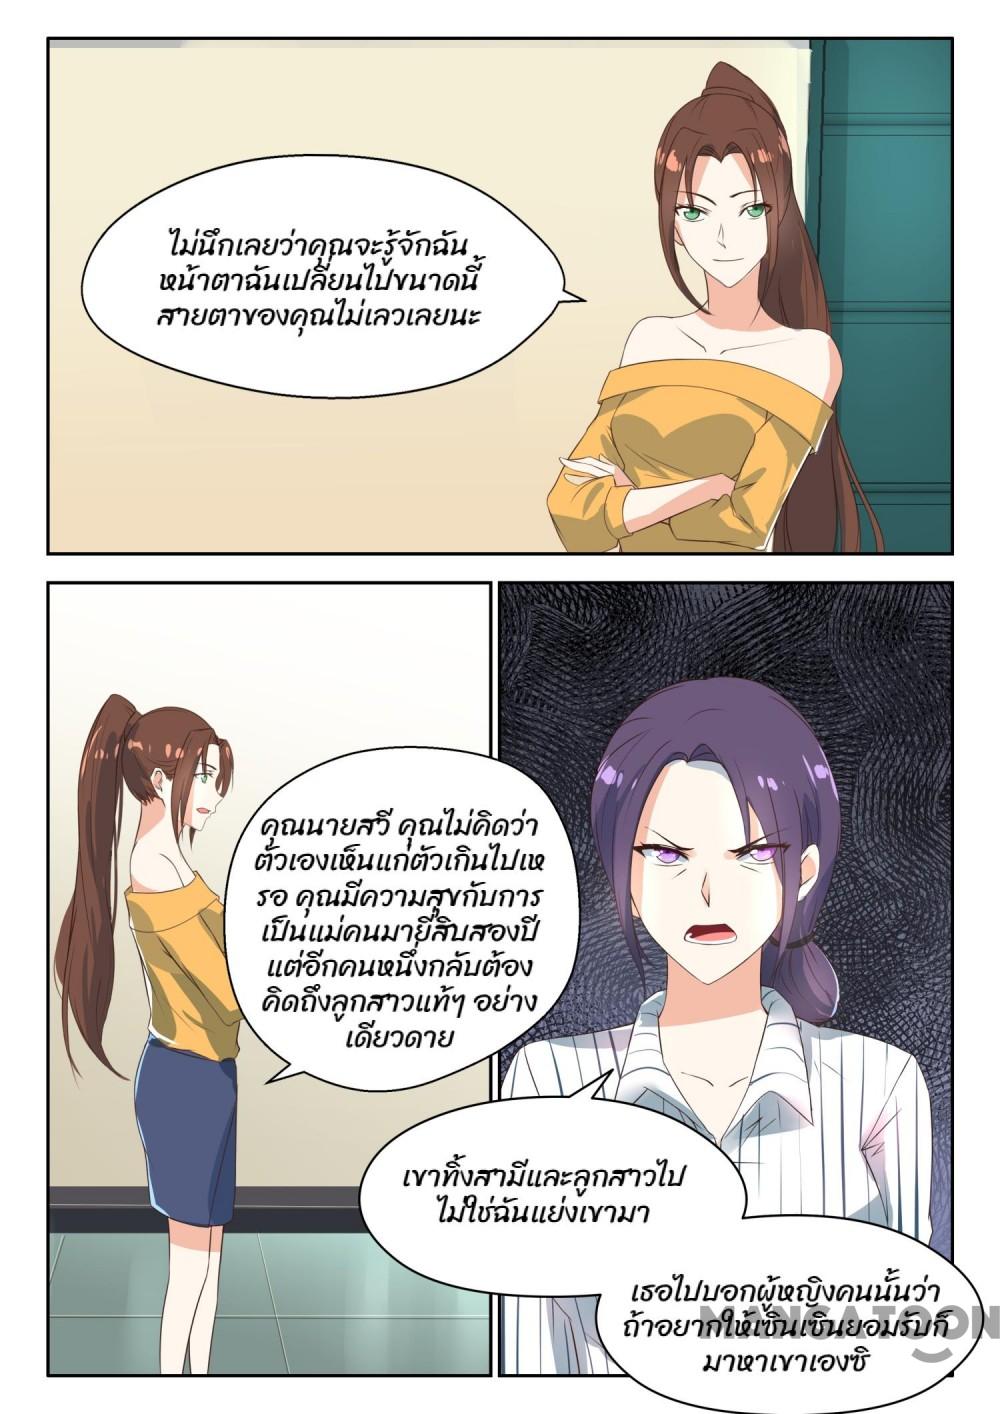 ไม่นึกเลยว่าคุณจะรู้จักฉัน
หน้าตาฉันเปลี่ยนไปขนาดนี้
สายตาของคุณไม่เลวเลยนะ
คุณนายสวี คุณไม่คิดว่า
ตัวเองเห็นแก่ตัวเกินไปเห
รอ คุณมีความสุขกับการ
เป็นแม่คนมายี่สิบสองปี
แต่อีกคนหนึ่งกลับต้อง
คิดถึงลูกสาวแท้ๆ อย่าง
เดียวดาย
เขาทิ้งสามีและลูกสาวไป
ไม่ใช่ฉันแย่งเขามา
เธอไปบอกผู้หญิงคนนั้นว่า
ถ้าอยากให้เซินเซินยอมรับก็
มาหาเขาเองซิ
MANGATOON